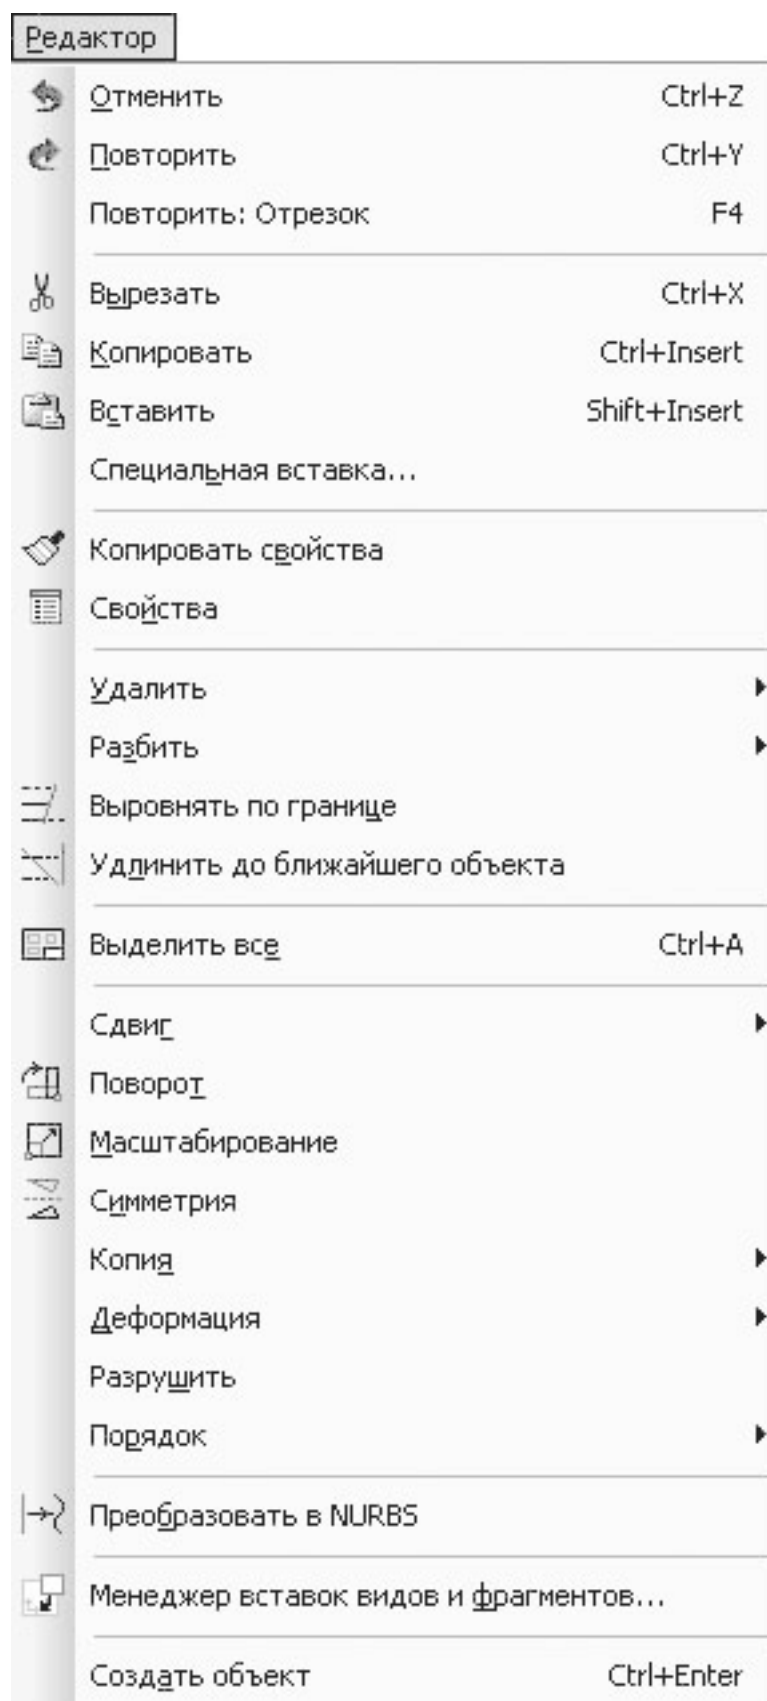 Редактор
Отменить Ctrl+Z
Повторить Ctrl+Y
Повторить: Отрезок F4
Вырезать Ctrl+X
Копировать Ctrl+Insert
Вставить Shift+Insert
Специальная вставка...
Копировать свойства
Свойства
Удалить
Разбить
Выровнять по границе
Удлинить до ближайшего объекта
Выделить все Ctrl+A
Сдвиг
Поворот
Масштабирование
Симметрия
Копия
Деформация
Разрушить
Порядок
Преобразовать в NURBS
Менеджер вставок видов и фрагментов...
Создать объект Ctrl+Enter